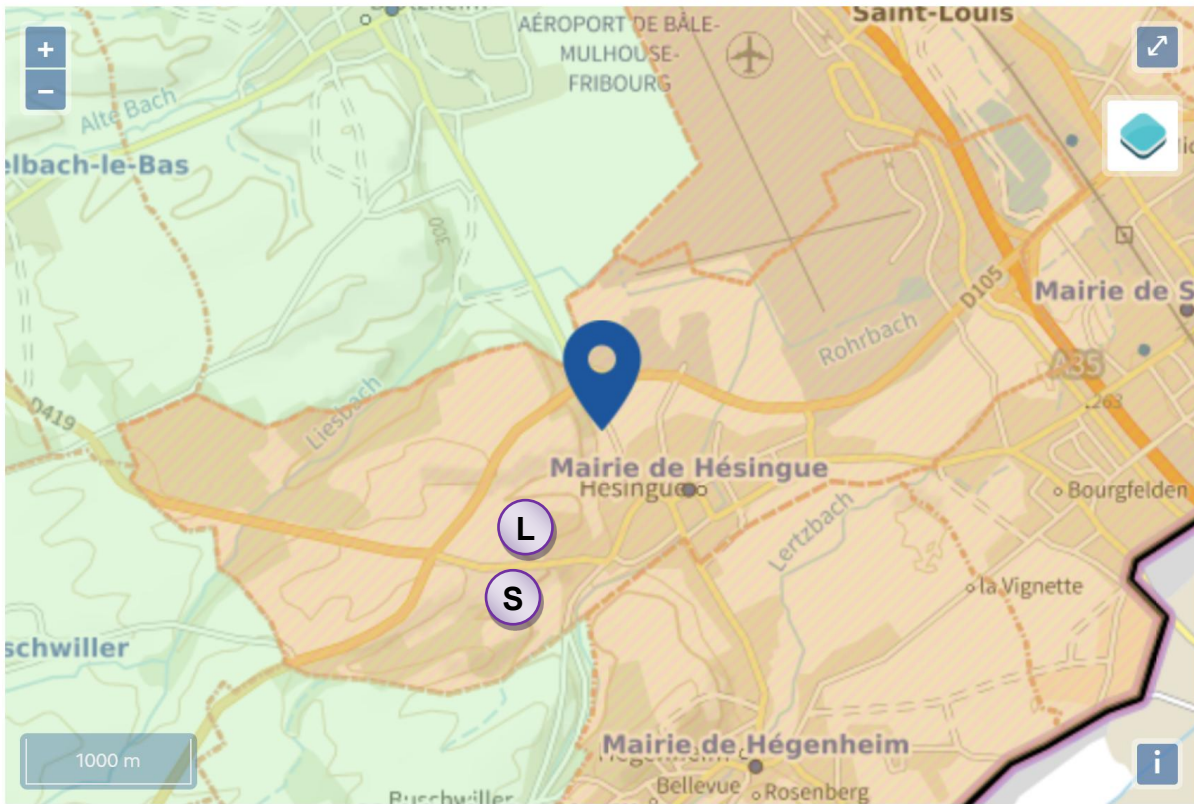 +
−
Saint-Louis
AÉROPORT DE BÂLE-
MULHOUSE-
FRIBOURG
Alte Bach
elbach-le-Bas
300
D105
Mairie de S
Rohrbach
A35
D419
Liesbach
Mairie de Hésingue
Hésingue
Bourgfelden
L
Lertzbach
S
la Vignette
schwiller
Mairie de Hégenheim
Hégenheim
1000 m
i
Bellevue
Rosenberg
Buschwiller